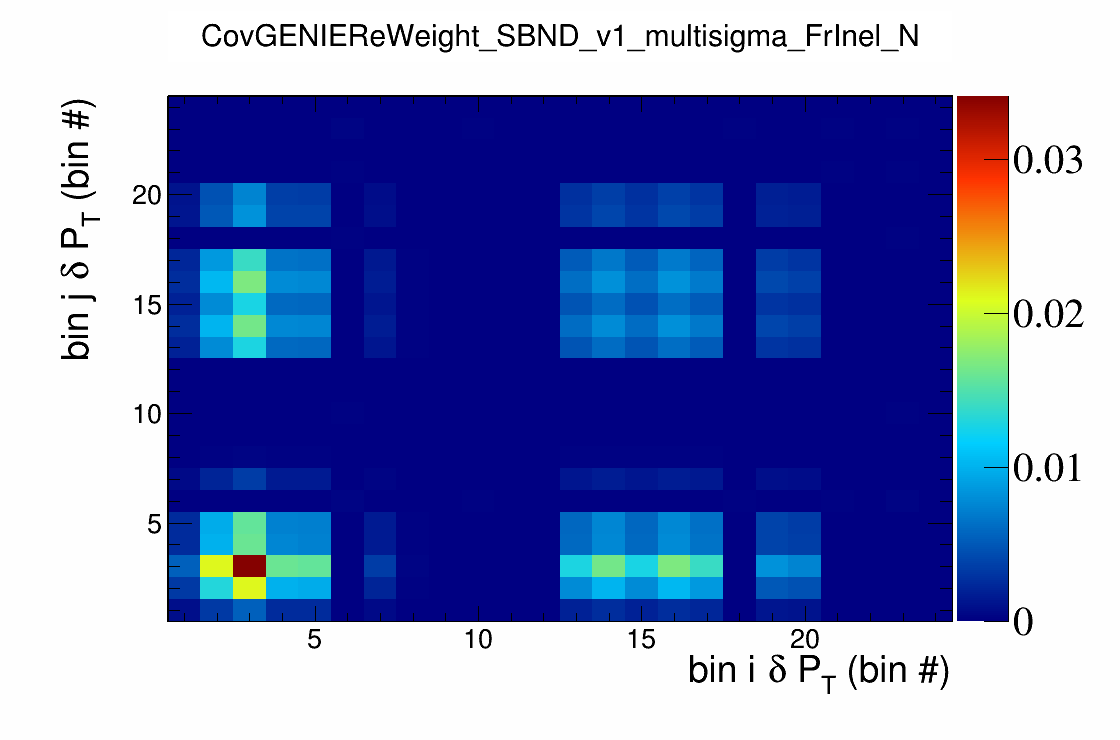 CovGENIEReWeight_SBND_v1_multisigma_FrInel_N
bin j δ P_T (bin #)
20
15
10
5
5 10 15 20
bin i δ P_T (bin #)
0.03
0.02
0.01
0